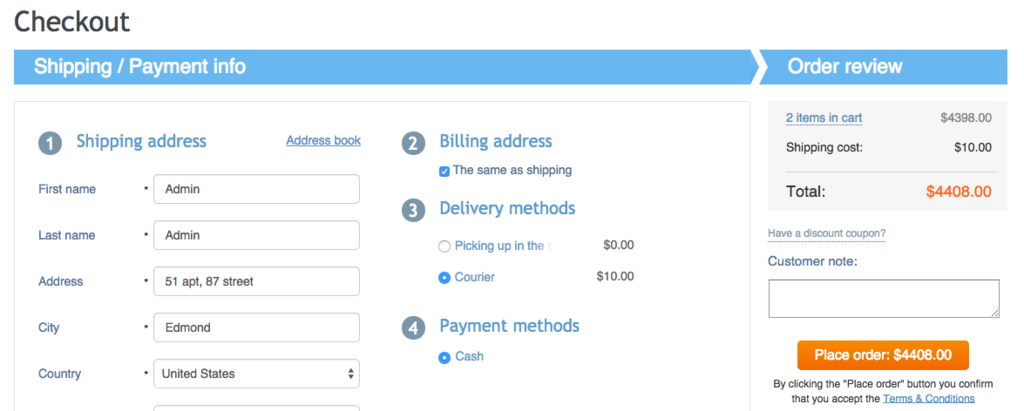 Checkout
Shipping / Payment info
Order review
1 Shipping address
Address book
First name * Admin
Last name * Admin
Address * 51 apt, 87 street
City * Edmond
Country * United States
2 Billing address
The same as shipping
3 Delivery methods
Picking up in the $0.00
Courier $10.00
4 Payment methods
Cash
2 items in cart $4398.00
Shipping cost: $10.00
Total: $4408.00
Have a discount coupon?
Customer note:
Place order: $4408.00
By clicking the "Place order" button you confirm
that you accept the Terms & Conditions